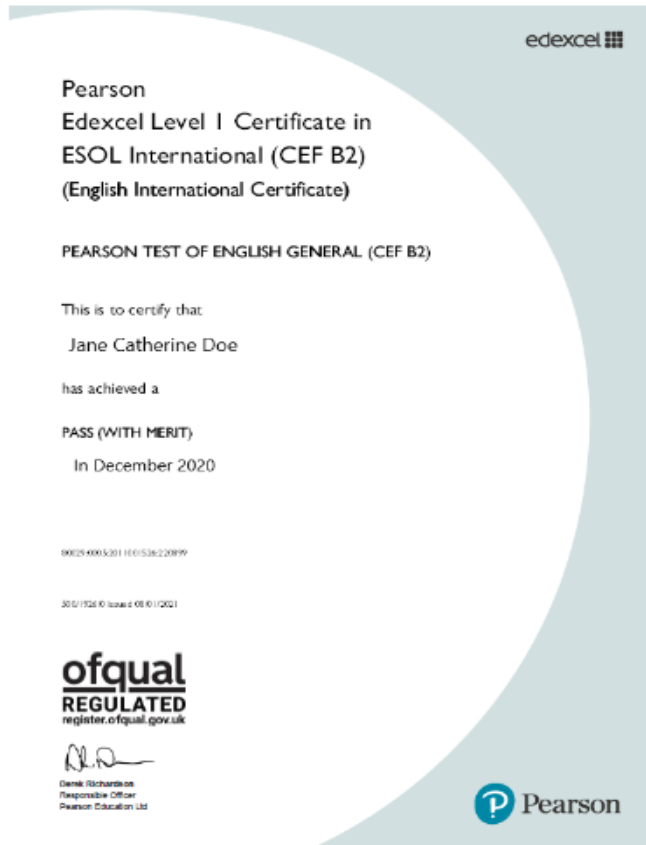 edexcel
Pearson
Edexcel Level 1 Certificate in
ESOL International (CEF B2)
(English International Certificate)
PEARSON TEST OF ENGLISH GENERAL (CEF B2)
This is to certify that
Jane Catherine Doe
has achieved a
PASS (WITH MERIT)
In December 2020
Issued
ofqual
REGULATED
register.ofqual.gov.uk
Derek Richardson
Responsible Officer
Pearson Education Ltd
Pearson